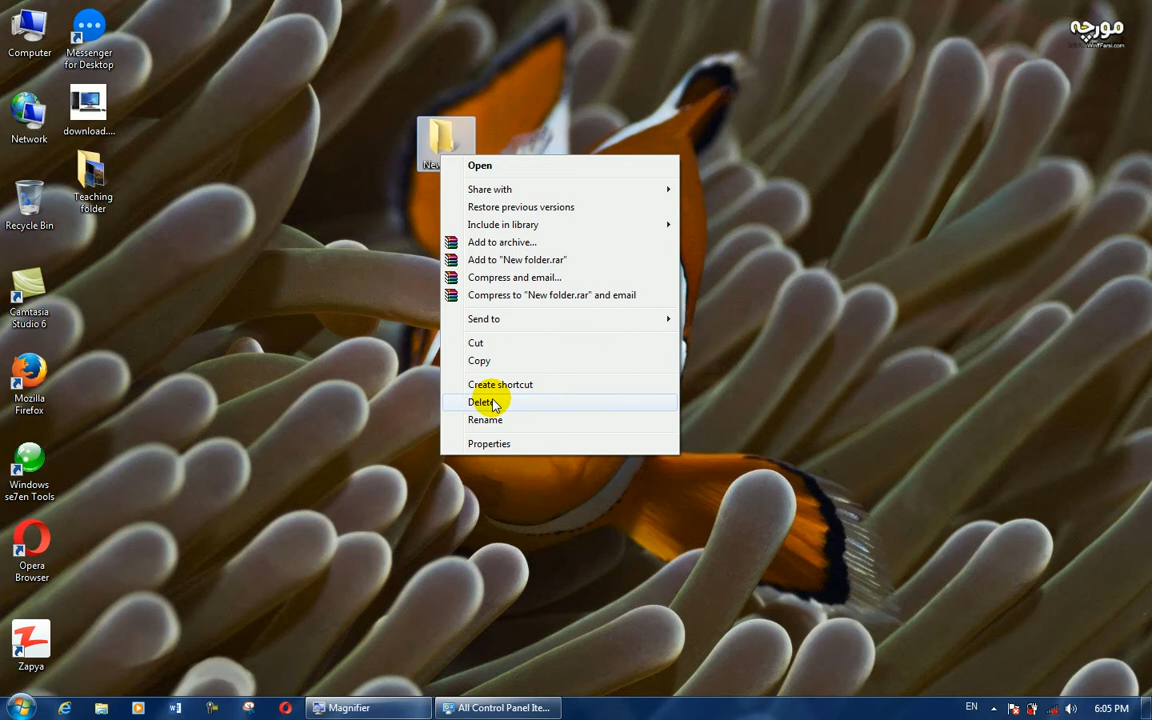 Computer
Messenger
for Desktop
Network
download....
Recycle Bin
Teaching
folder
Camtasia
Studio 6
Mozilla
Firefox
Windows
se7en Tools
Opera
Browser
Zapya
مورچه
Open
Share with
Restore previous versions
Include in library
Add to archive...
Add to "New folder.rar"
Compress and email...
Compress to "New folder.rar" and email
Send to
Cut
Copy
Create shortcut
Delete
Rename
Properties
Magnifier
All Control Panel Ite...
EN
6:05 PM